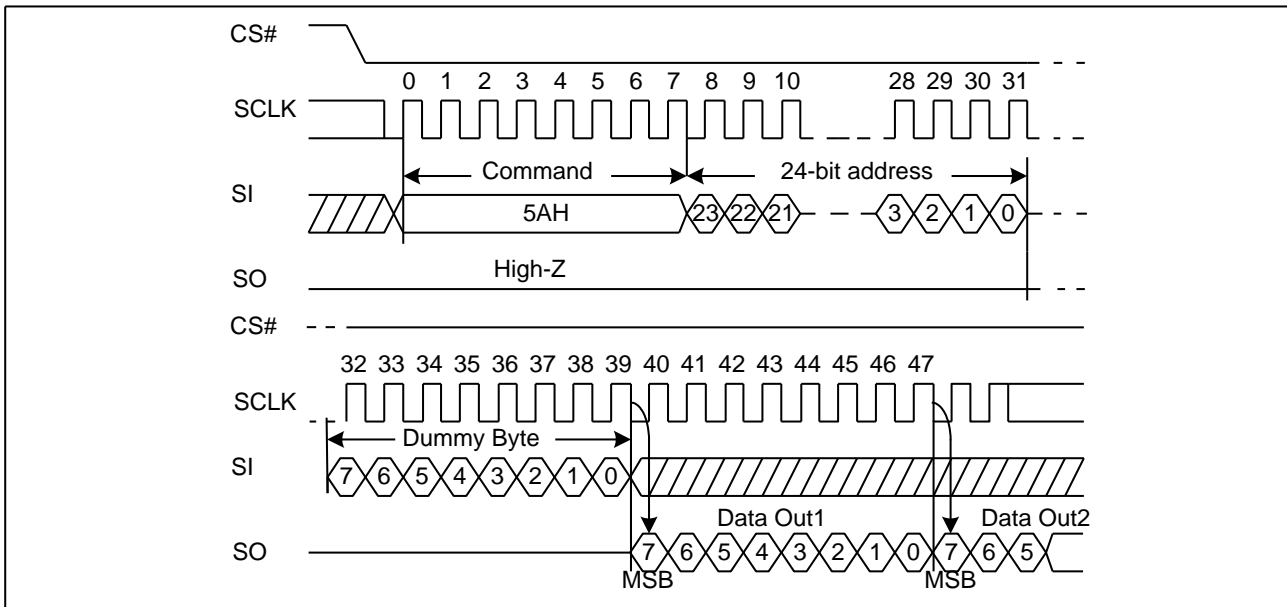 CS#
0 1 2 3 4 5 6 7 8 9 10 28 29 30 31
SCLK
Command 24-bit address
SI
5AH 23 22 21 3 2 1 0
High-Z
SO
CS#
32 33 34 35 36 37 38 39 40 41 42 43 44 45 46 47
SCLK
Dummy Byte
SI
7 6 5 4 3 2 1 0
Data Out1 Data Out2
SO
7 6 5 4 3 2 1 0 7 6 5
MSB MSB